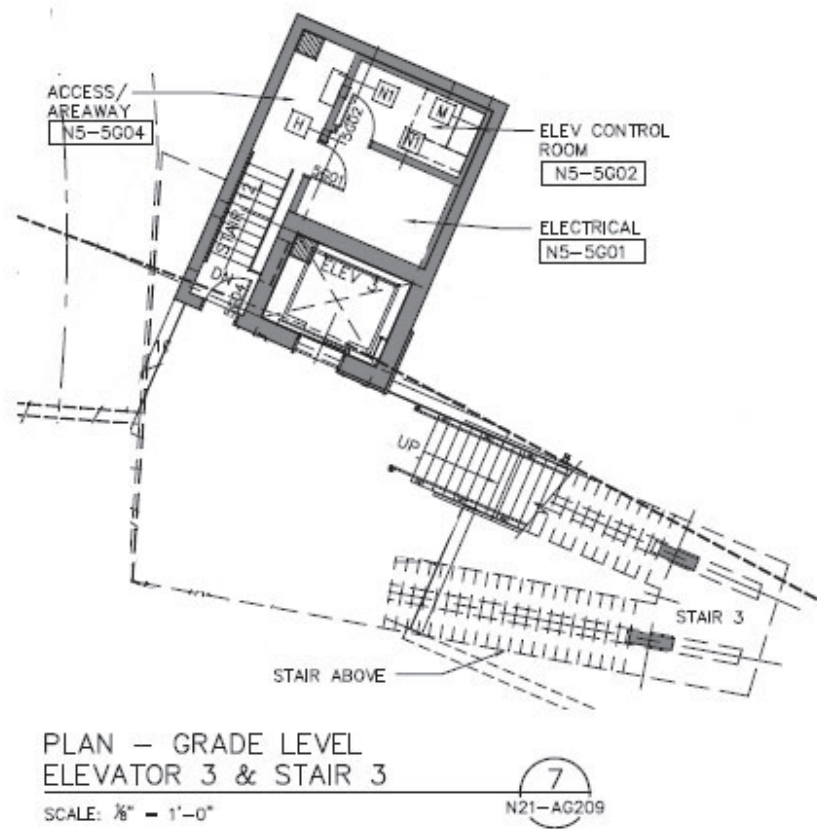 ACCESS/
AREAWAY
N5-5G04
N1
M
H
5G02
N1
ELEV CONTROL
ROOM
N5-5G02
5G01
ELECTRICAL
N5-5G01
STAIR 12
DN
5G04
ELEV 3
UP
STAIR 3
STAIR ABOVE
PLAN – GRADE LEVEL
ELEVATOR 3 & STAIR 3
7
N21-AG209
SCALE: ⅛" = 1'-0"